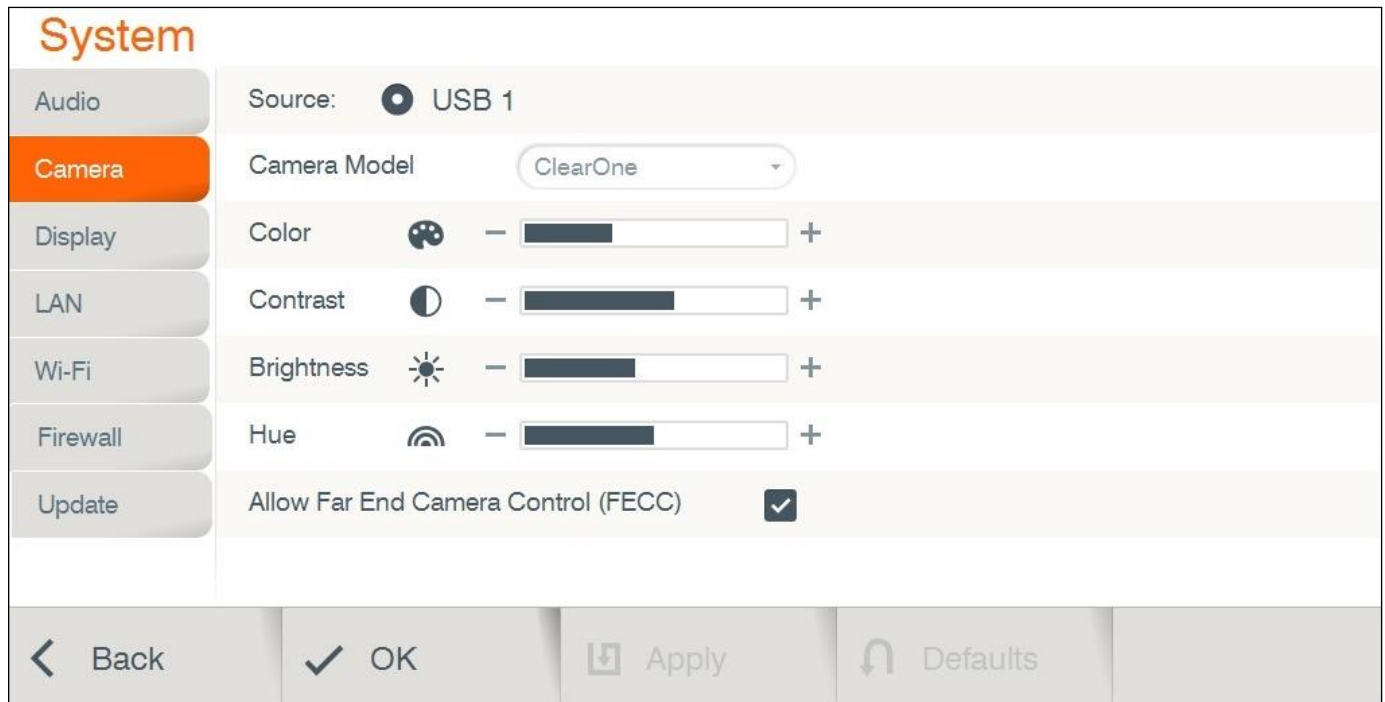 System
Audio
Source: USB 1
Camera
Camera Model ClearOne
Display
Color
LAN
Contrast
Wi-Fi
Brightness
Firewall
Hue
Update
Allow Far End Camera Control (FECC)
Back OK Apply Defaults